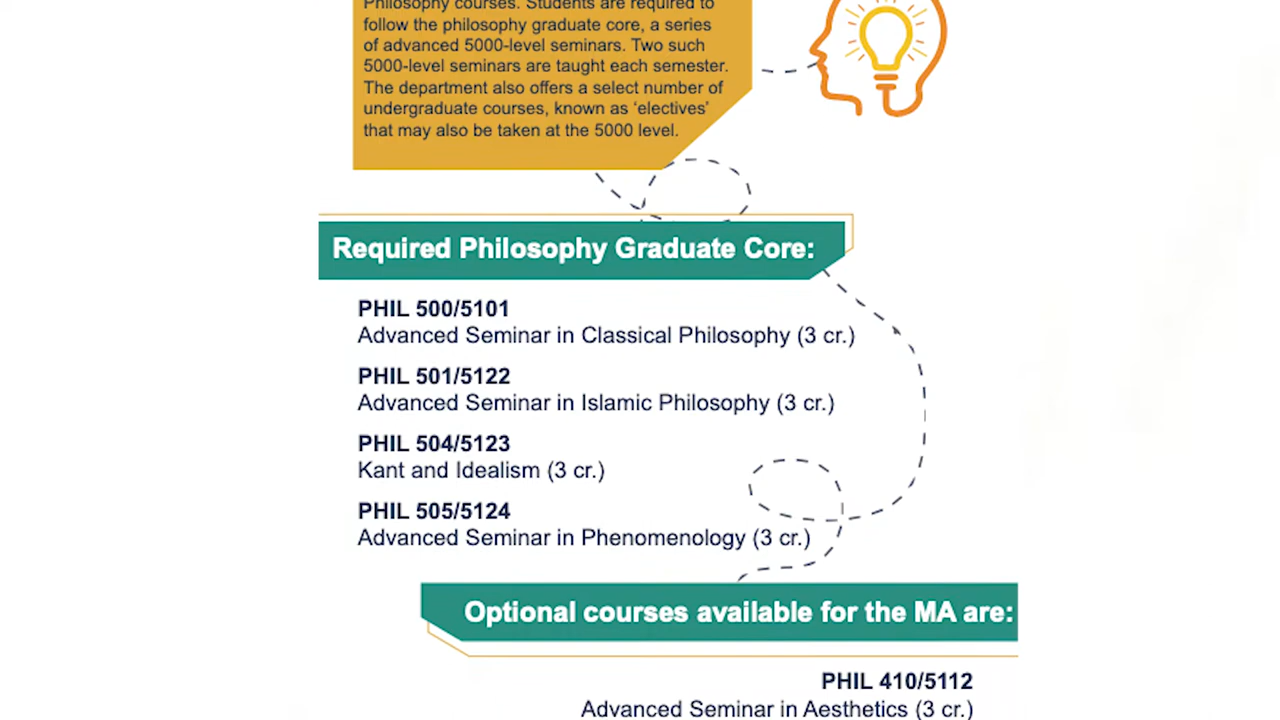 Philosophy courses. Students are required to
follow the philosophy graduate core, a series
of advanced 5000-level seminars. Two such
5000-level seminars are taught each semester.
The department also offers a select number of
undergraduate courses, known as ‘electives’
that may also be taken at the 5000 level.
Required Philosophy Graduate Core:
PHIL 500/5101
Advanced Seminar in Classical Philosophy (3 cr.)
PHIL 501/5122
Advanced Seminar in Islamic Philosophy (3 cr.)
PHIL 504/5123
Kant and Idealism (3 cr.)
PHIL 505/5124
Advanced Seminar in Phenomenology (3 cr.)
Optional courses available for the MA are:
PHIL 410/5112
Advanced Seminar in Aesthetics (3 cr.)